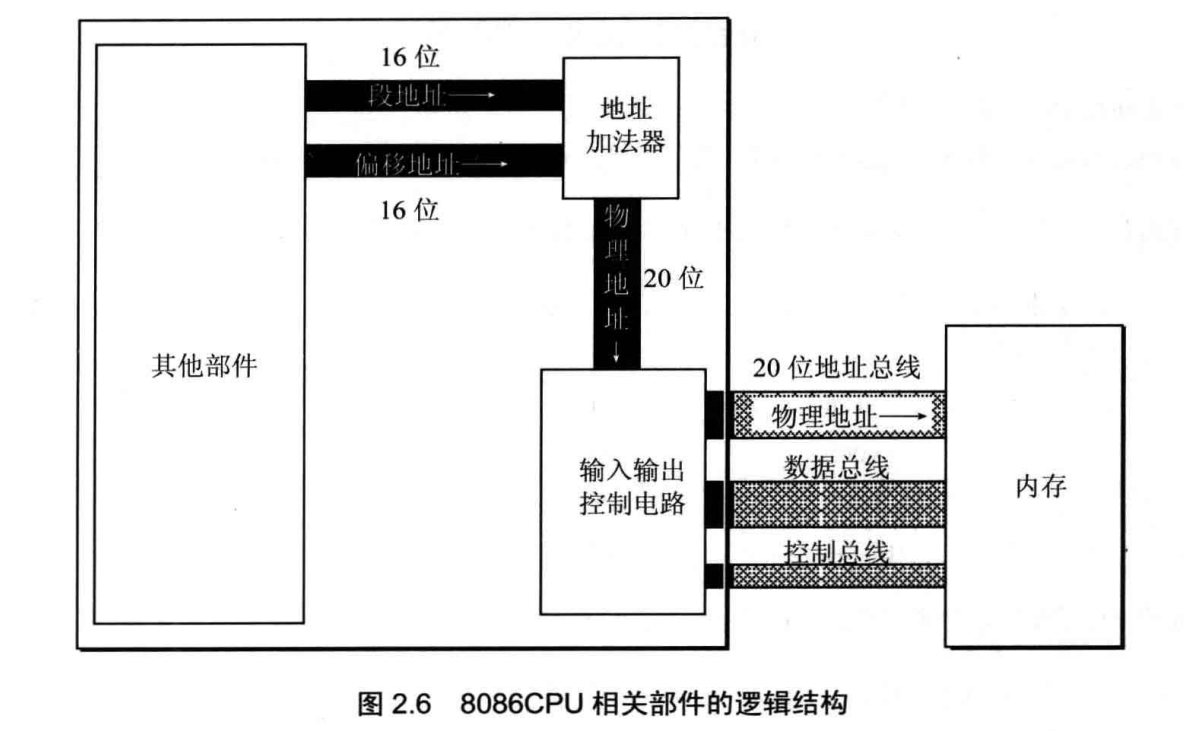 16 位
段地址
偏移地址
16 位
地址
加法器
物理地址
20 位
其他部件
输入输出
控制电路
20 位地址总线
物理地址
数据总线
控制总线
内存
图 2.6 8086CPU 相关部件的逻辑结构